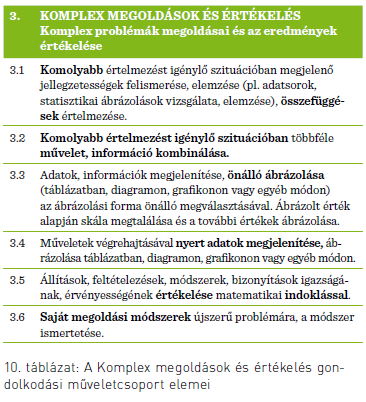 3. KOMPLEX MEGOLDÁSOK ÉS ÉRTÉKELÉS
Komplex problémák megoldásai és az eredmények
értékelése
3.1 Komolyabb értelmezést igénylő szituációban megjelenő
jellegzetességek felismerése, elemzése (pl. adatsorok,
statisztikai ábrázolások vizsgálata, elemzése), összefüggé-
sek értelmezése.
3.2 Komolyabb értelmezést igénylő szituációban többféle
művelet, információ kombinálása.
3.3 Adatok, információk megjelenítése, önálló ábrázolása
(táblázatban, diagramon, grafikonon vagy egyéb módon)
az ábrázolási forma önálló megválasztásával. Ábrázolt érték
alapján skála megtalálása és a további értékek ábrázolása.
3.4 Műveletek végrehajtásával nyert adatok megjelenítése, áb-
rázolása táblázatban, diagramon, grafikonon vagy egyéb módon.
3.5 Állítások, feltételezések, módszerek, bizonyítások igazságá-
nak, érvényességének értékelése matematikai indoklással.
3.6 Saját megoldási módszerek újszerű problémára, a módszer
ismertetése.
10. táblázat: A Komplex megoldások és értékelés gon-
dolkodási műveletcsoport elemei